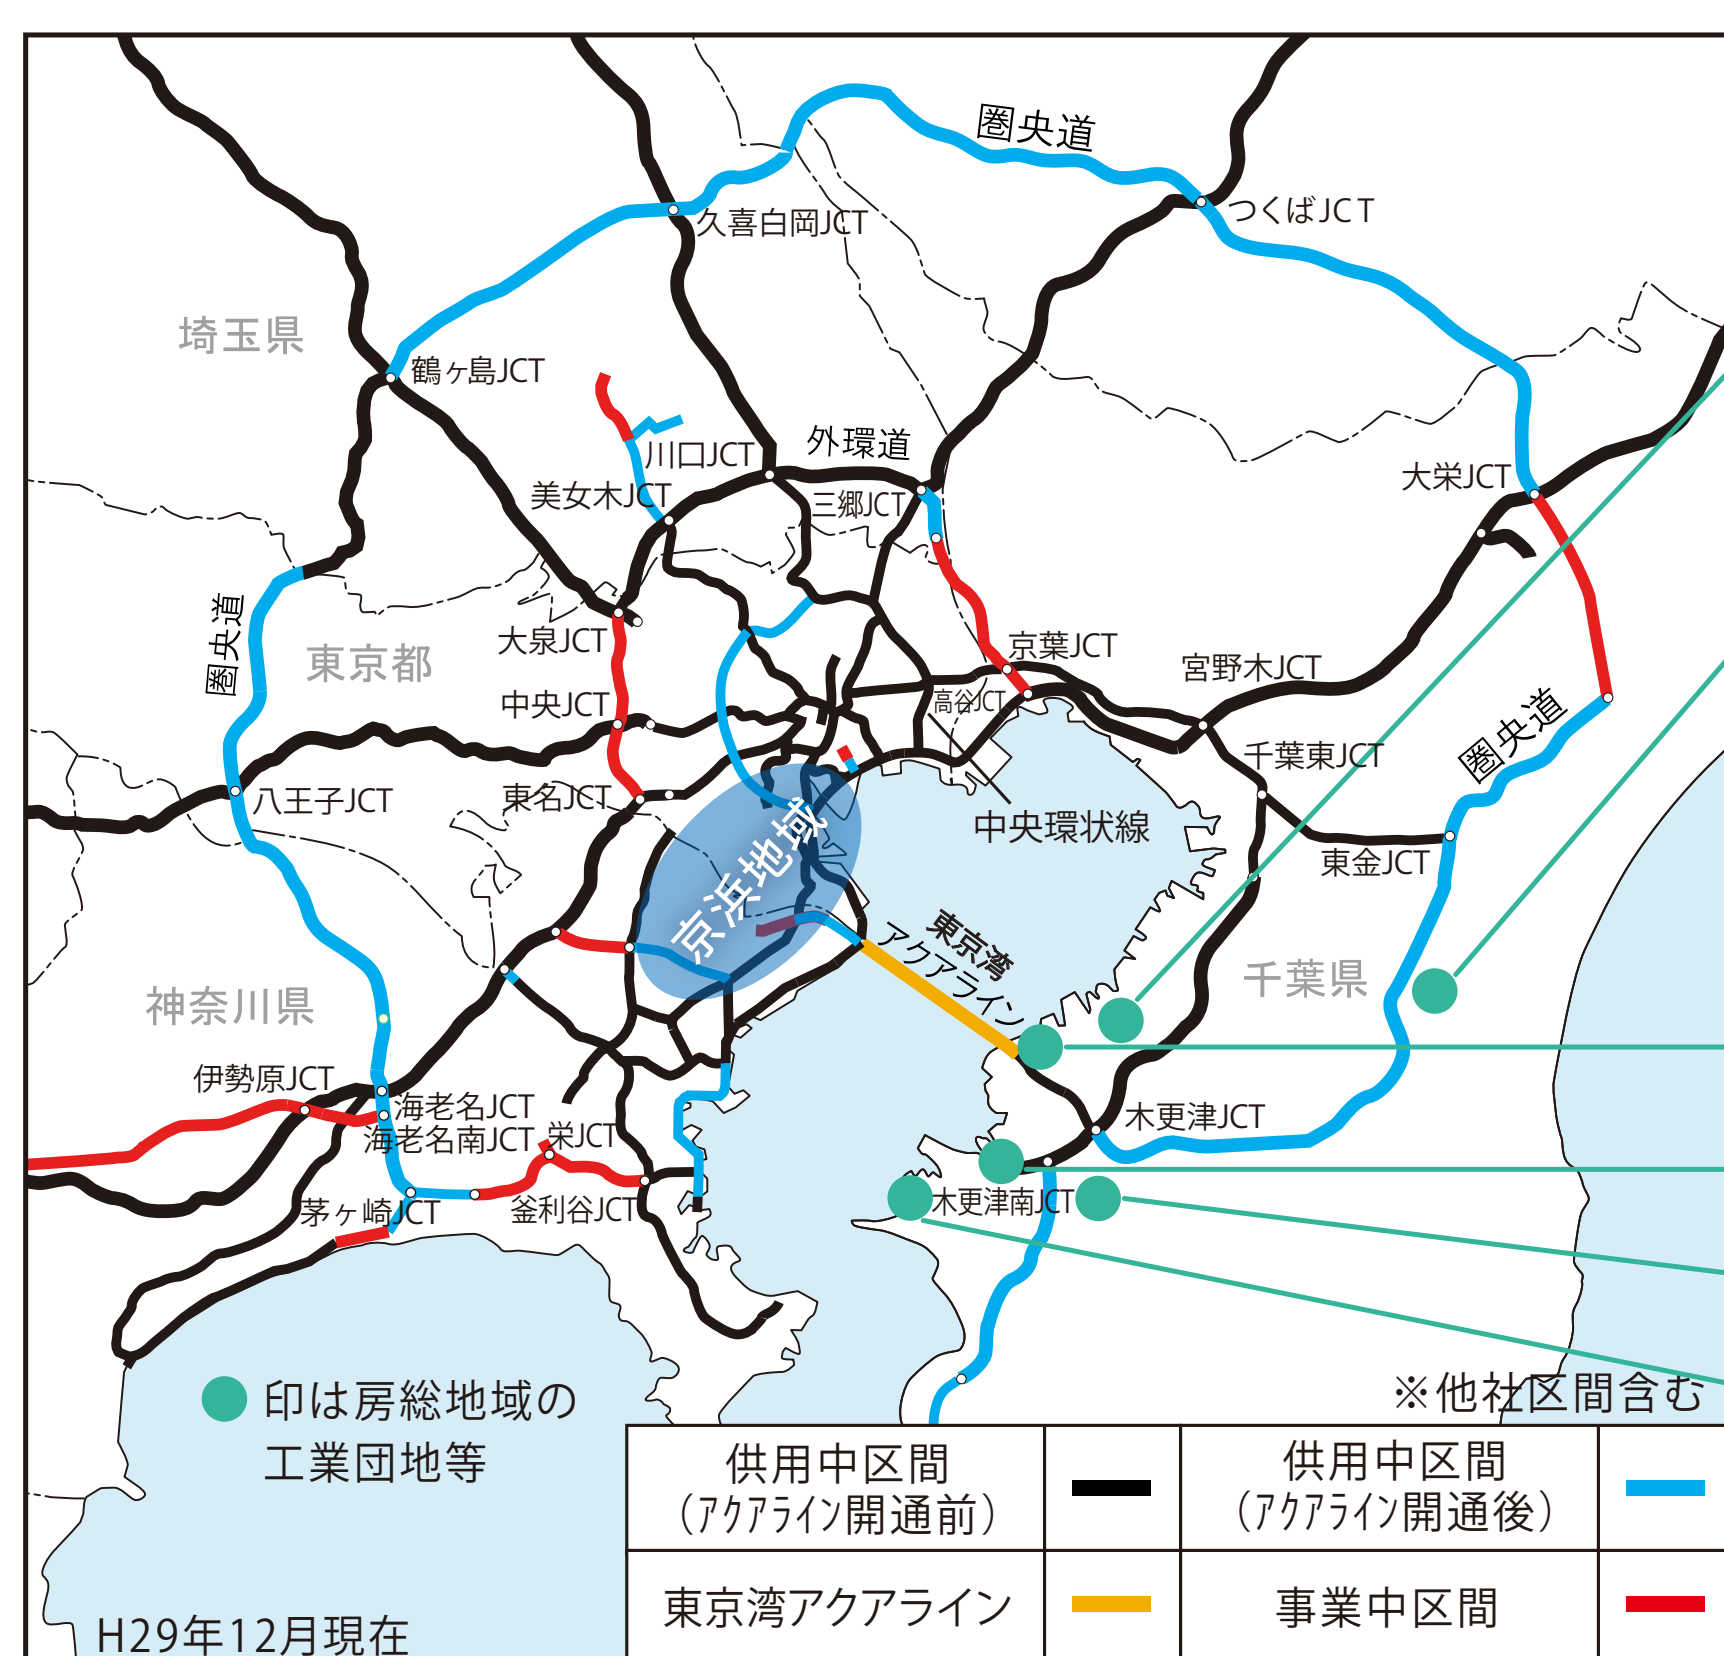 圏央道
つくばJCT
久喜白岡JCT
埼玉県
鶴ヶ島JCT
外環道
川口JCT
美女木JCT
三郷JCT
大栄JCT
圏央道
東京都
大泉JCT
京葉JCT
宮野木JCT
中央JCT
高谷JCT
圏央道
千葉東JCT
八王子JCT
東名JCT
中央環状線
東金JCT
京浜地域
東京湾
アクアライン
千葉県
神奈川県
伊勢原JCT
海老名JCT
海老名南JCT
栄JCT
木更津JCT
茅ヶ崎JCT
釜利谷JCT
木更津南JCT
印は房総地域の
工業団地等
※他社区間含む
供用中区間
(アクアライン開通前)
供用中区間
(アクアライン開通後)
東京湾アクアライン
事業中区間
H29年12月現在